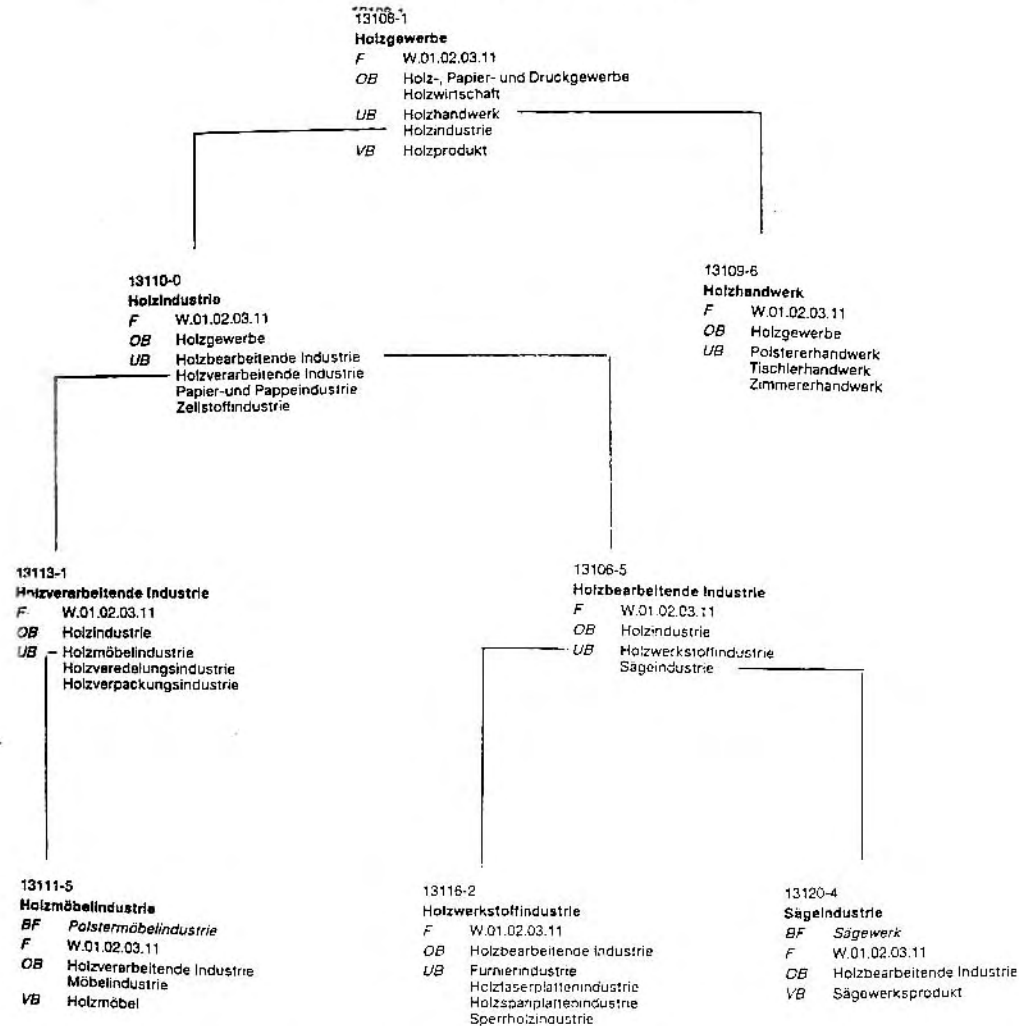 13108-1
Holzgewerbe
F W.01.02.03.11
OB Holz-, Papier- und Druckgewerbe
Holzwirtschaft
UB Holzhandwerk
Holzindustrie
VB Holzprodukt
13110-0
Holzindustrie
F W.01.02.03.11
OB Holzgewerbe
UB Holzbearbeitende Industrie
Holzverarbeitende Industrie
Papier-und Pappeindustrie
Zellstoffindustrie
13109-6
Holzhandwerk
F W.01.02.03.11
OB Holzgewerbe
UB Polstererhandwerk
Tischlerhandwerk
Zimmererhandwerk
13113-1
Holzverarbeitende Industrie
F W.01.02.03.11
OB Holzindustrie
UB Holzmöbelindustrie
Holzveredelungsindustrie
Holzverpackungsindustrie
13106-5
Holzbearbeitende Industrie
F W.01.02.03.11
OB Holzindustrie
UB Holzwerkstoffindustrie
Sägeindustrie
13111-5
Holzmöbelindustrie
BF Polstermöbelindustrie
F W.01.02.03.11
OB Holzverarbeitende Industrie
Möbelindustrie
VB Holzmöbel
13116-2
Holzwerkstoffindustrie
F W.01.02.03.11
OB Holzbearbeitende Industrie
UB Furnierindustrie
Holzfaserplattenindustrie
Holzspanplattenindustrie
Sperrholzindustrie
13120-4
Sägeindustrie
BF Sägewerk
F W.01.02.03.11
OB Holzbearbeitende Industrie
VB Sägewerksprodukt